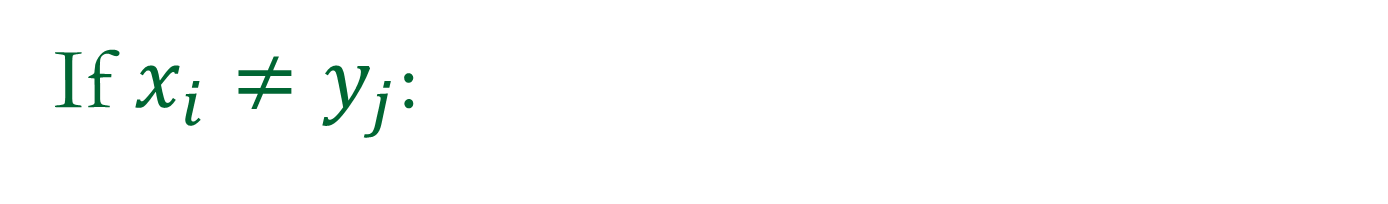 If xᵢ ≠ yⱼ: